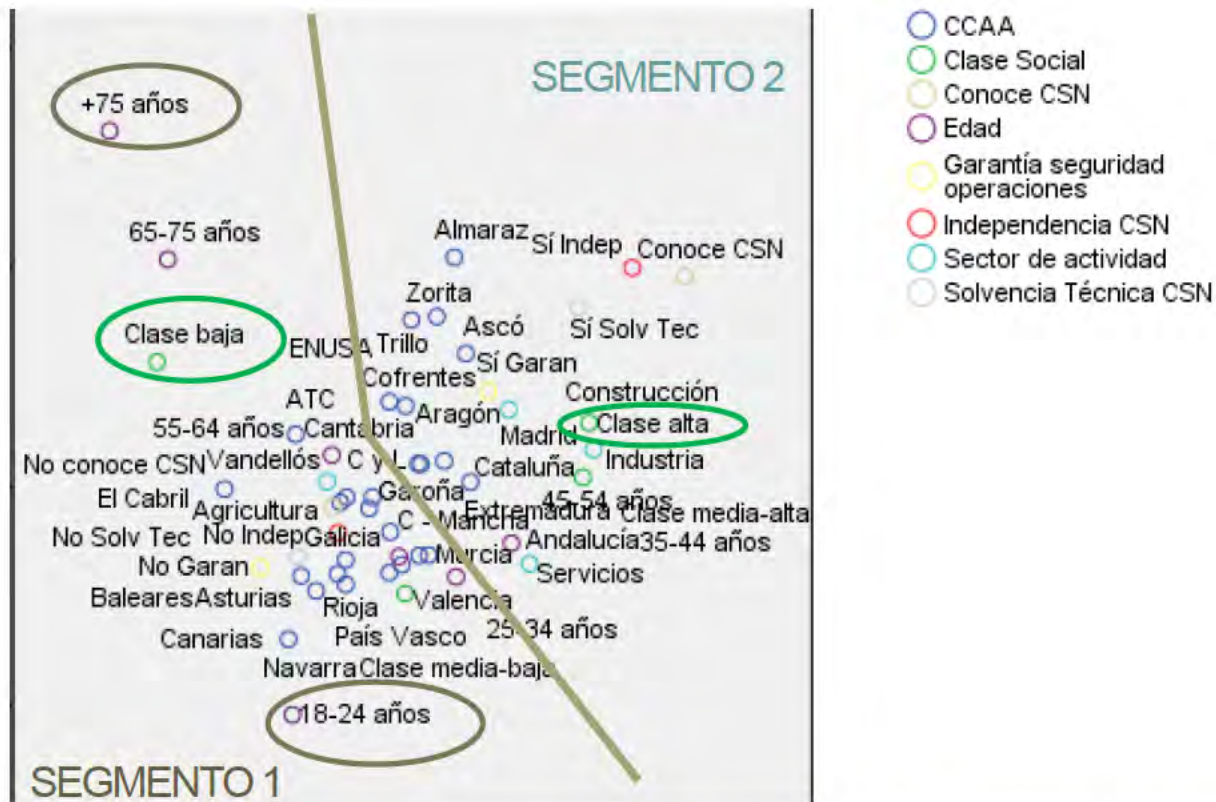 SEGMENTO 2
+75 años
65-75 años
Almaraz
Sí Indep
Conoce CSN
Zorita
Clase baja
ENUSA
Trillo
Ascó
Sí Solv Tec
Cofrentes
Sí Garan
Construcción
ATC
Aragón
Clase alta
55-64 años
Cantabria
Madrid
No conoce CSN
Vandellós
C y L
Cataluña
Industria
El Cabril
Agricultura
Garoña
45-54 años
Extremadura
Clase media-alta
C - Mancha
No Solv Tec
No Indep
Galicia
Andalucía
35-44 años
No Garan
Murcia
Servicios
Baleares
Asturias
Rioja
Valencia
Canarias
País Vasco
25-34 años
Navarra
Clase media-baja
18-24 años
SEGMENTO 1
CCAA
Clase Social
Conoce CSN
Edad
Garantía seguridad
operaciones
Independencia CSN
Sector de actividad
Solvencia Técnica CSN